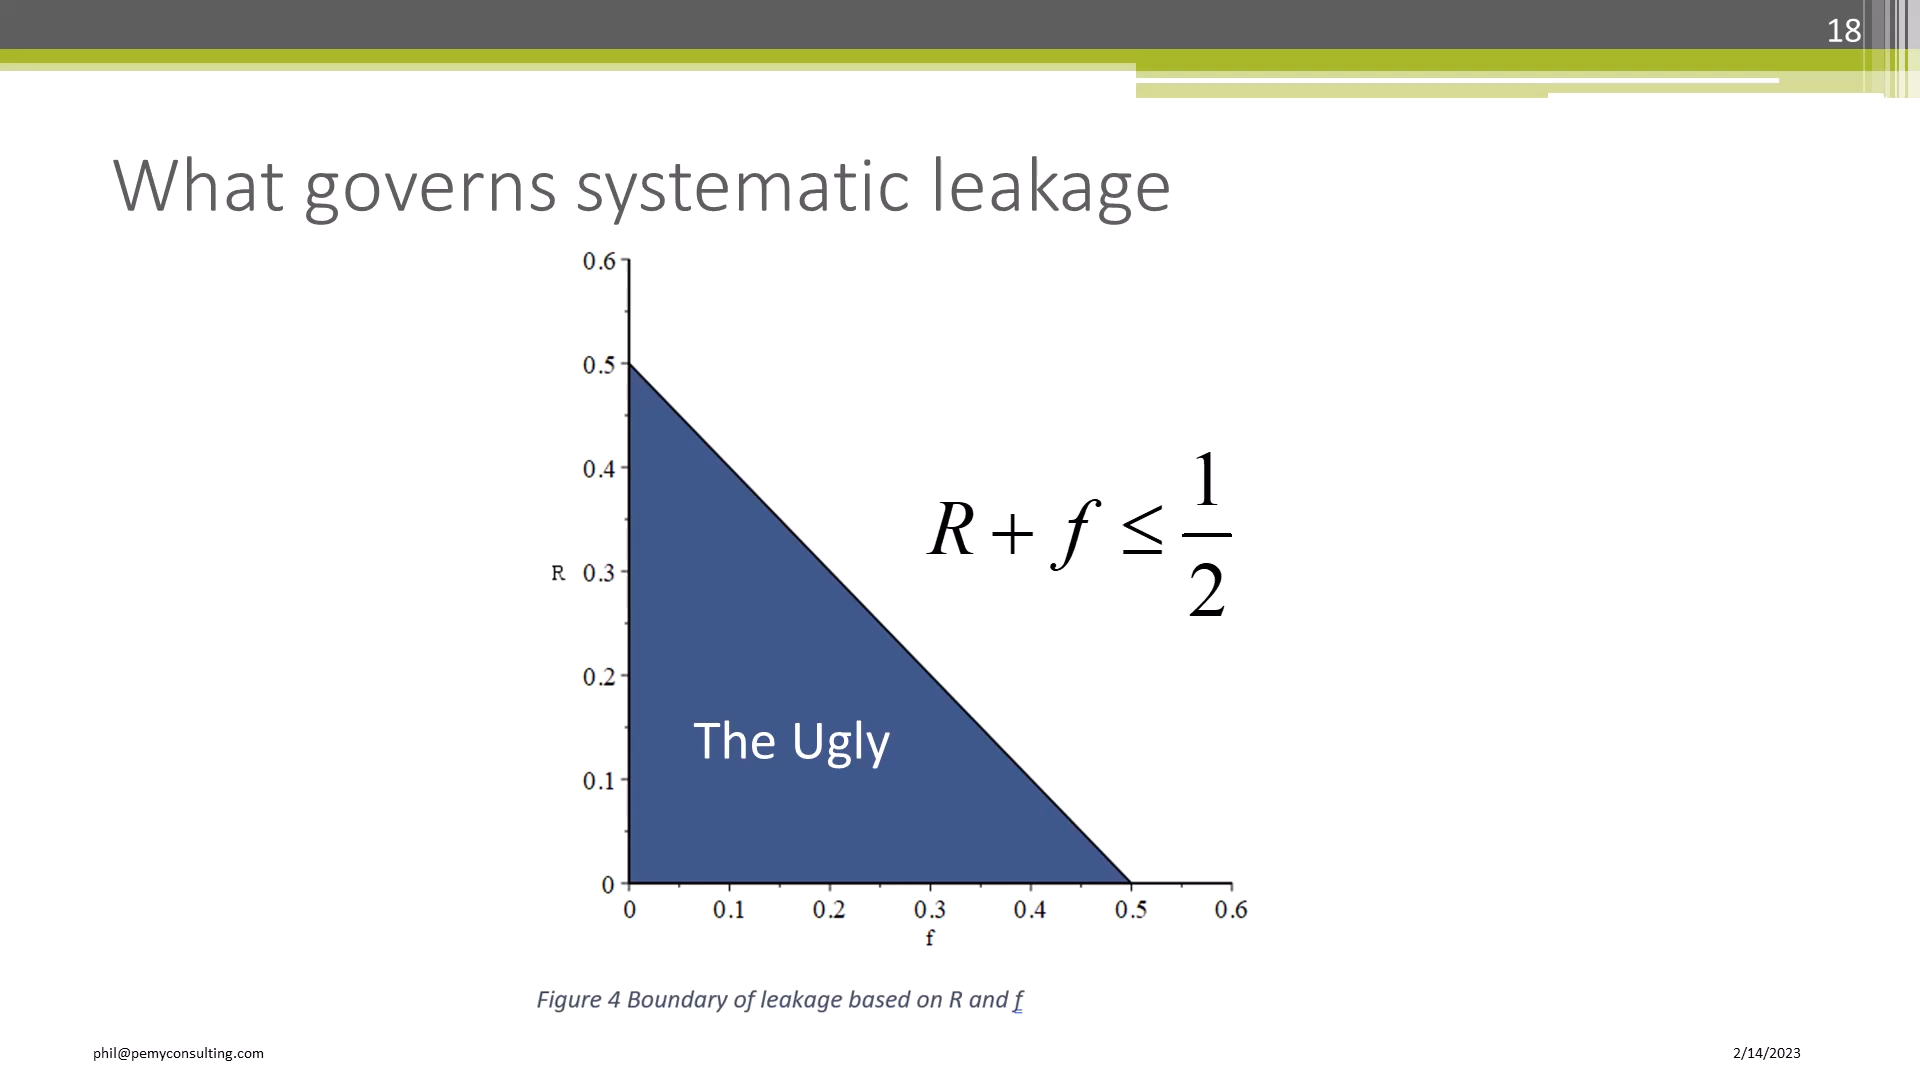 18
What governs systematic leakage
0.6
0.5
0.4
R 0.3
0.2
0.1
0
0 0.1 0.2 0.3 0.4 0.5 0.6
f
R + f ≤ 1/2
The Ugly
Figure 4 Boundary of leakage based on R and f
phil@pemyconsulting.com
2/14/2023